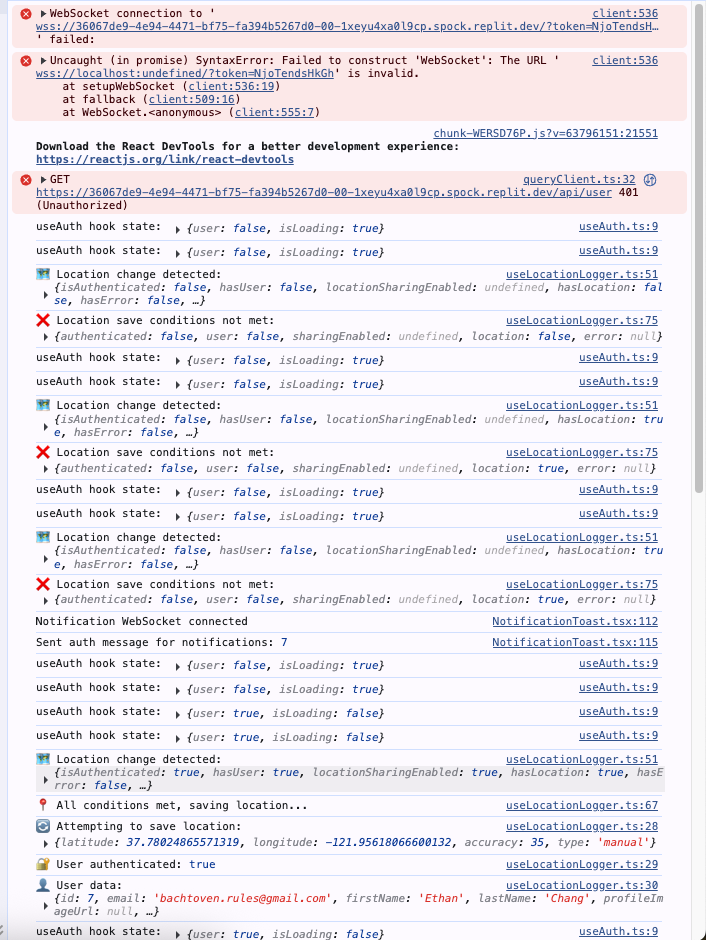 WebSocket connection to ' client:536
wss://36067de9-4e94-4471-bf75-fa394b5267d0-00-1xeyu4xa0l9cp.spock.replit.dev/?token=NjoTendsH…
' failed:
Uncaught (in promise) SyntaxError: Failed to construct 'WebSocket': The URL ' client:536
wss://localhost:undefined/?token=NjoTendsHkGh' is invalid.
at setupWebSocket (client:536:19)
at fallback (client:509:16)
at WebSocket.<anonymous> (client:555:7)
chunk-WERSD76P.js?v=63796151:21551
Download the React DevTools for a better development experience:
https://reactjs.org/link/react-devtools
GET queryClient.ts:32
https://36067de9-4e94-4471-bf75-fa394b5267d0-00-1xeyu4xa0l9cp.spock.replit.dev/api/user 401
(Unauthorized)
useAuth hook state: {user: false, isLoading: true} useAuth.ts:9
useAuth hook state: {user: false, isLoading: true} useAuth.ts:9
🗺️ Location change detected: useLocationLogger.ts:51
{isAuthenticated: false, hasUser: false, locationSharingEnabled: undefined, hasLocation: fal
se, hasError: false, …}
❌ Location save conditions not met: useLocationLogger.ts:75
{authenticated: false, user: false, sharingEnabled: undefined, location: false, error: null}
useAuth hook state: {user: false, isLoading: true} useAuth.ts:9
useAuth hook state: {user: false, isLoading: true} useAuth.ts:9
🗺️ Location change detected: useLocationLogger.ts:51
{isAuthenticated: false, hasUser: false, locationSharingEnabled: undefined, hasLocation: tru
e, hasError: false, …}
❌ Location save conditions not met: useLocationLogger.ts:75
{authenticated: false, user: false, sharingEnabled: undefined, location: true, error: null}
useAuth hook state: {user: false, isLoading: true} useAuth.ts:9
useAuth hook state: {user: false, isLoading: true} useAuth.ts:9
🗺️ Location change detected: useLocationLogger.ts:51
{isAuthenticated: false, hasUser: false, locationSharingEnabled: undefined, hasLocation: tru
e, hasError: false, …}
❌ Location save conditions not met: useLocationLogger.ts:75
{authenticated: false, user: false, sharingEnabled: undefined, location: true, error: null}
Notification WebSocket connected NotificationToast.tsx:112
Sent auth message for notifications: 7 NotificationToast.tsx:115
useAuth hook state: {user: false, isLoading: true} useAuth.ts:9
useAuth hook state: {user: false, isLoading: true} useAuth.ts:9
useAuth hook state: {user: true, isLoading: false} useAuth.ts:9
useAuth hook state: {user: true, isLoading: false} useAuth.ts:9
🗺️ Location change detected: useLocationLogger.ts:51
{isAuthenticated: true, hasUser: true, locationSharingEnabled: true, hasLocation: true, hasE
rror: false, …}
📍 All conditions met, saving location... useLocationLogger.ts:67
🔄 Attempting to save location: useLocationLogger.ts:28
{latitude: 37.78024865571319, longitude: -121.95618066600132, accuracy: 35, type: 'manual'}
🔐 User authenticated: true useLocationLogger.ts:29
👤 User data: useLocationLogger.ts:30
{id: 7, email: 'bachtoven.rules@gmail.com', firstName: 'Ethan', lastName: 'Chang', profileIm
ageUrl: null, …}
useAuth hook state: {user: true, isLoading: false} useAuth.ts:9